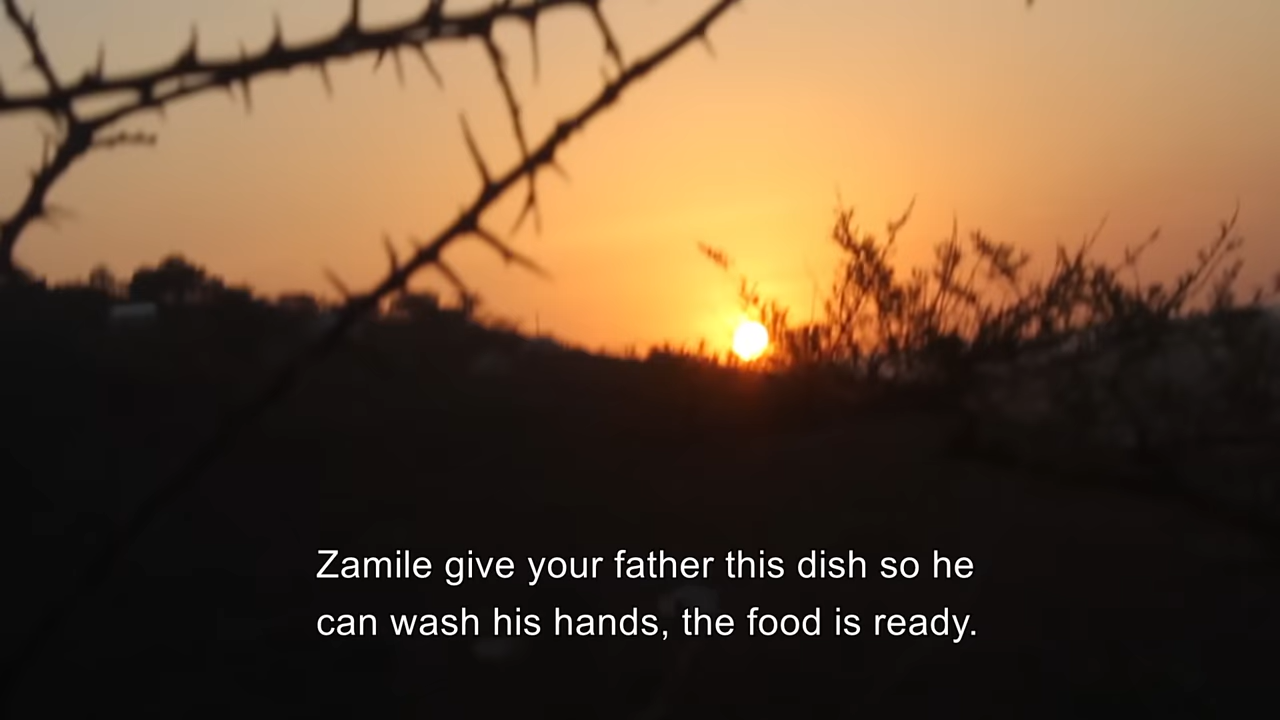 Zamile give your father this dish so he
can wash his hands, the food is ready.